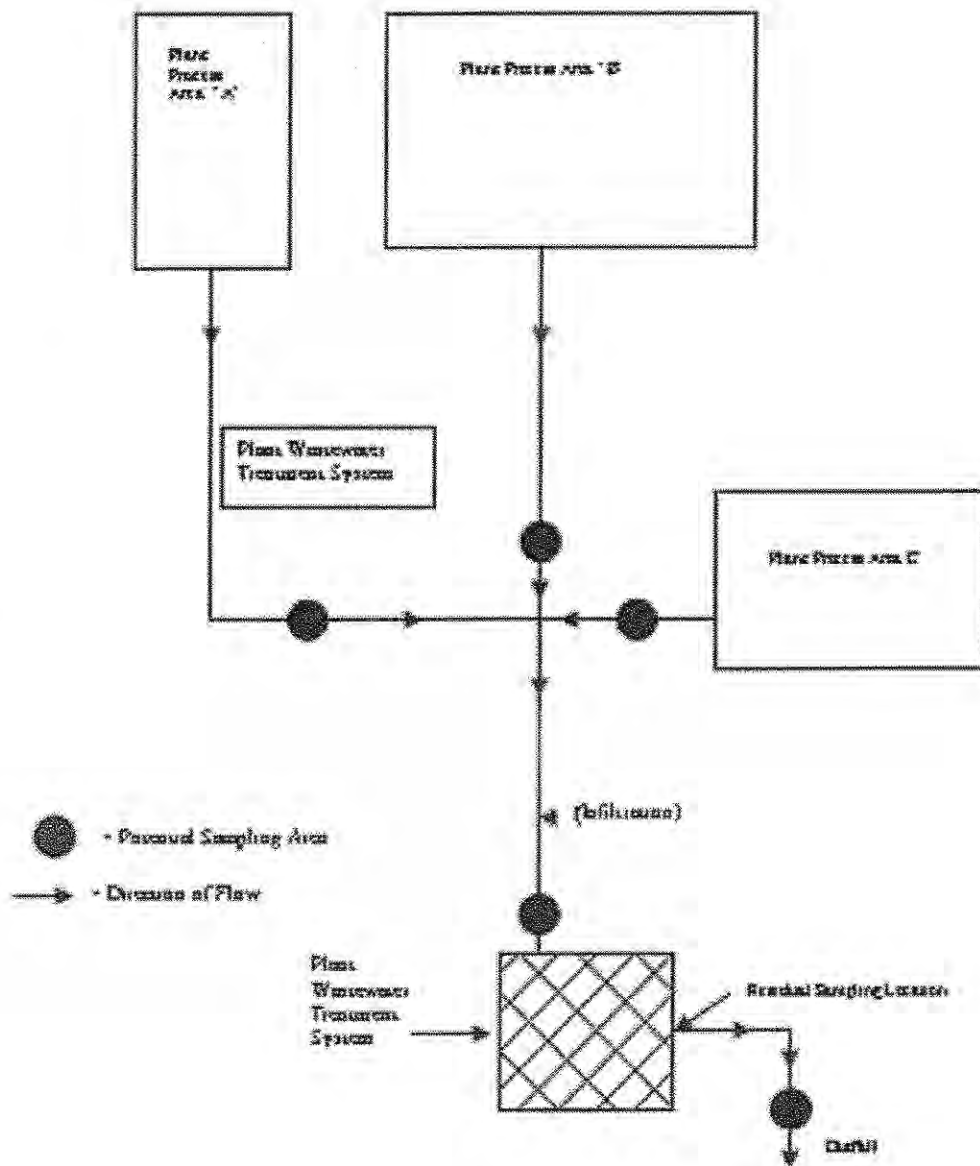 Plant
Process
Area "A"
Plant Process Area "B"
Plant Wastewater
Treatment System
Plant Process Area C
(Infiltration)
- Potential Sampling Area
- Direction of Flow
Plant
Wastewater
Treatment
System
Residual Sampling Location
Outfall